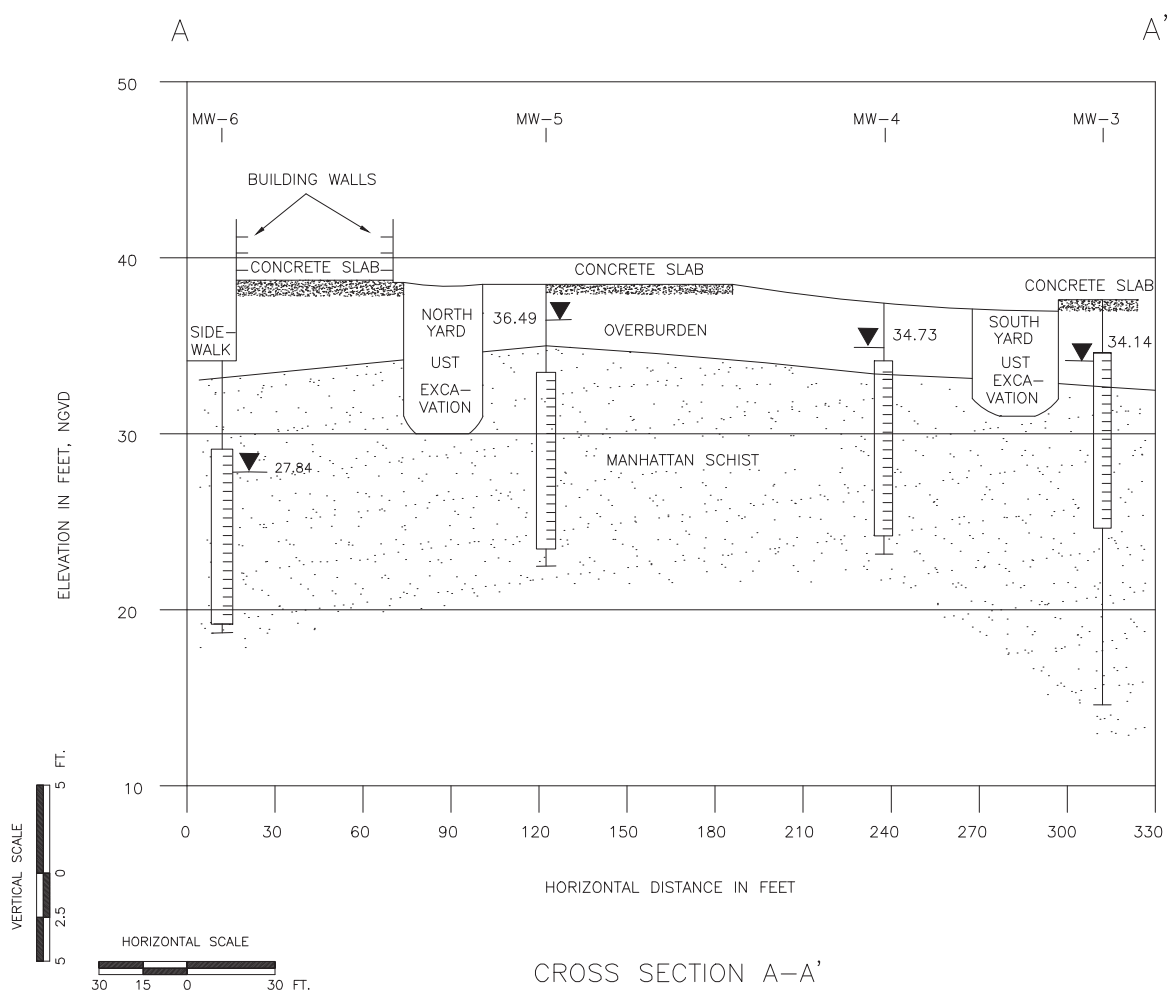 A
A'
50
MW-6
MW-5
MW-4
MW-3
BUILDING WALLS
40
CONCRETE SLAB
CONCRETE SLAB
CONCRETE SLAB
SIDE-
WALK
NORTH
YARD
UST
EXCA-
VATION
36.49
OVERBURDEN
34.73
SOUTH
YARD
UST
EXCA-
VATION
34.14
30
27.84
MANHATTAN SCHIST
ELEVATION IN FEET, NGVD
20
10
0
30
60
90
120
150
180
210
240
270
300
330
HORIZONTAL DISTANCE IN FEET
VERTICAL SCALE
FT.
5
0
2.5
5
HORIZONTAL SCALE
30 15 0 30 FT.
CROSS SECTION A-A'